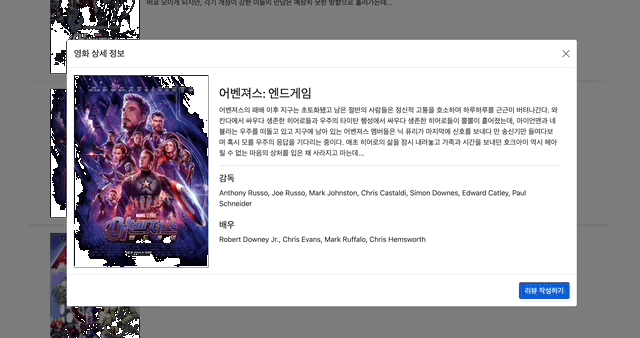 버로 모이게 되지만, 각기 개성이 강한 이들의 만남은 예상치 못한 방향으로 흘러가는데...
영화 상세 정보
어벤져스: 엔드게임
어벤져스의 패배 이후 지구는 초토화됐고 남은 절반의 사람들은 정신적 고통을 호소하며 하루하루를 근근이 버텨나간다. 와
칸다에서 싸우다 생존한 히어로들과 우주의 타이탄 행성에서 싸우다 생존한 히어로들이 뿔뿔이 흩어졌는데, 아이언맨과 네
뷸라는 우주를 떠돌고 있고 지구에 남아 있는 어벤져스 멤버들은 닉 퓨리가 마지막에 신호를 보내다 만 송신기만 들여다보
며 혹시 모를 우주의 응답을 기다리는 중이다. 애초 히어로의 삶을 잠시 내려놓고 가족과 시간을 보내던 호크아이 역시 헤아
릴 수 없는 마음의 상처를 입은 채 사라지고 마는데...
감독
Anthony Russo, Joe Russo, Mark Johnston, Chris Castaldi, Simon Downes, Edward Catley, Paul
Schneider
배우
Robert Downey Jr., Chris Evans, Mark Ruffalo, Chris Hemsworth
어벤져스
엔드게임
리뷰 작성하기